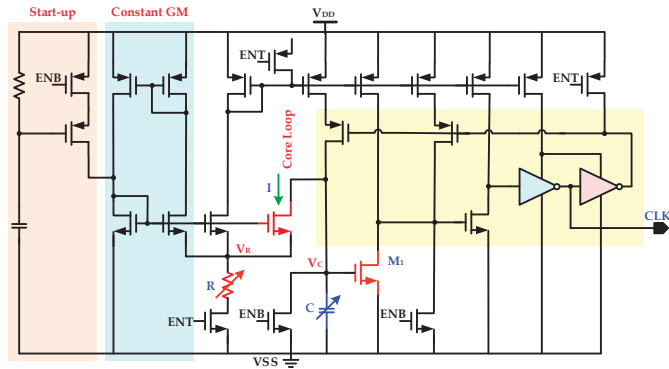 Start-up
Constant GM
VDD
ENT
ENB
ENT
Core Loop
I
CLK
VR
VC
M1
R
C
ENT
ENB
ENB
VSS